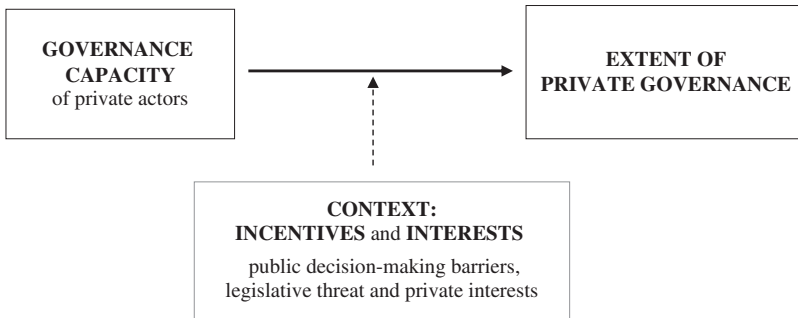 GOVERNANCE
CAPACITY
of private actors
EXTENT OF
PRIVATE GOVERNANCE
CONTEXT:
INCENTIVES and INTERESTS
public decision-making barriers,
legislative threat and private interests